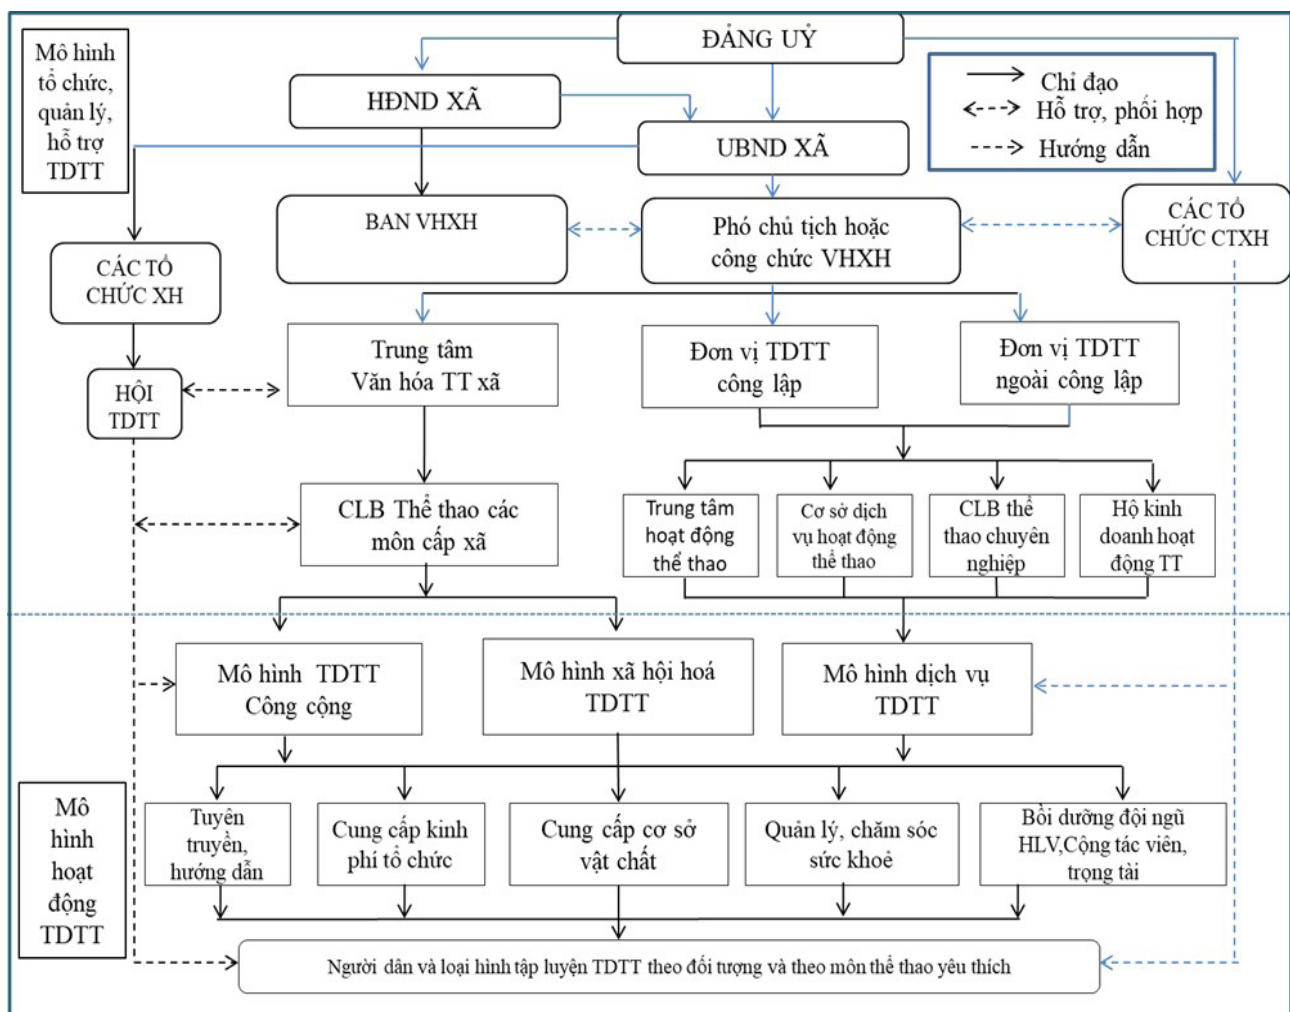 Mô hình
tổ chức,
quản lý,
hỗ trợ
TDTT
ĐẢNG UỶ
HĐND XÃ
UBND XÃ
Chỉ đạo
Hỗ trợ, phối hợp
Hướng dẫn
BAN VHXH
Phó chủ tịch hoặc
công chức VHXH
CÁC TỔ
CHỨC CTXH
CÁC TỔ
CHỨC XH
HỘI
TDTT
Trung tâm
Văn hóa TT xã
Đơn vị TDTT
công lập
Đơn vị TDTT
ngoài công lập
CLB Thể thao các
môn cấp xã
Trung tâm
hoạt động
thể thao
Cơ sở dịch
vụ hoạt động
thể thao
CLB thể
thao chuyên
nghiệp
Hộ kinh
doanh hoạt
động TT
Mô hình TDTT
Công cộng
Mô hình xã hội hoá
TDTT
Mô hình dịch vụ
TDTT
Mô
hình
hoạt
động
TDTT
Tuyên
truyền,
hướng dẫn
Cung cấp kinh
phí tổ chức
Cung cấp cơ sở
vật chất
Quản lý, chăm sóc
sức khoẻ
Bồi dưỡng đội ngũ
HLV,Cộng tác viên,
trọng tài
Người dân và loại hình tập luyện TDTT theo đối tượng và theo môn thể thao yêu thích